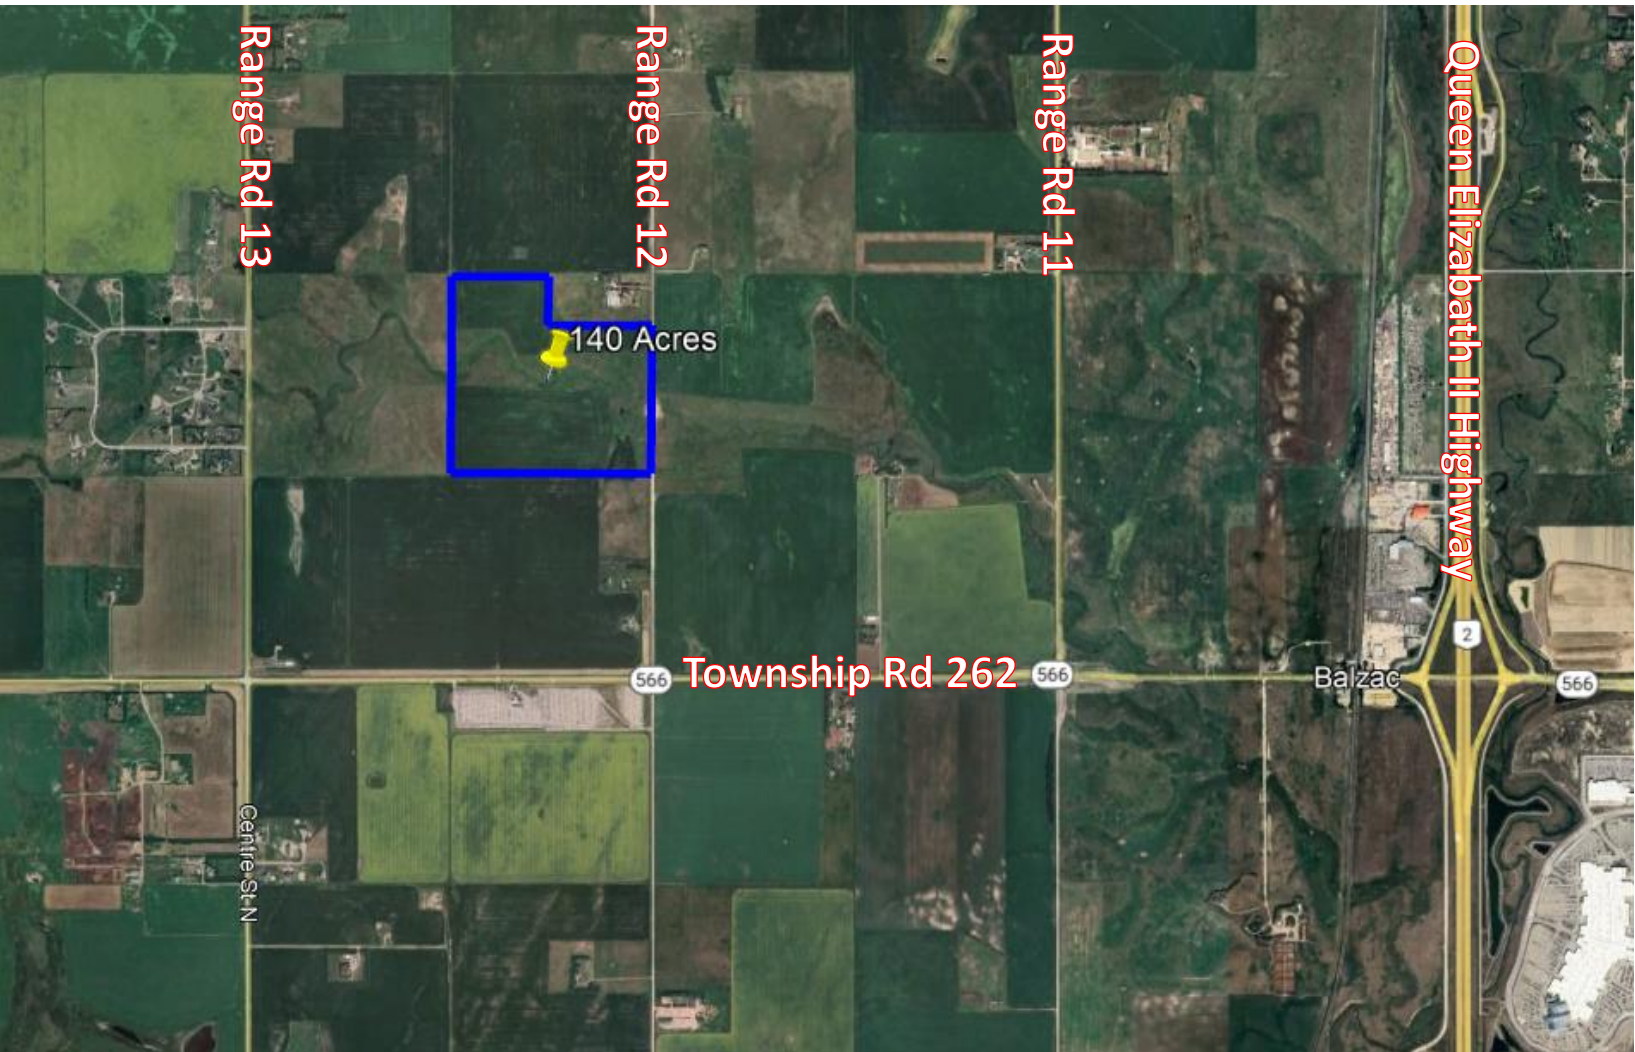 Range Rd 13
Range Rd 12
Range Rd 11
Queen Elizabath II Highway
140 Acres
2
566
Township Rd 262
566
Balzac
566
Centre St N